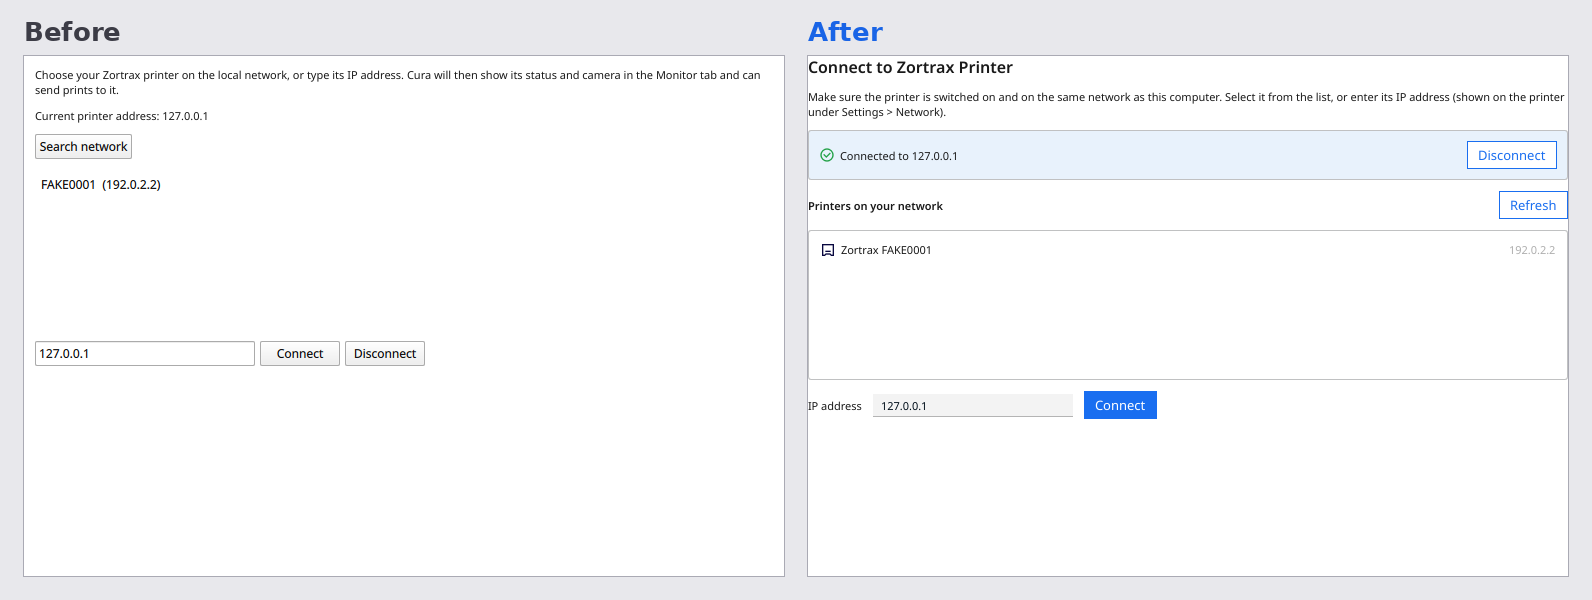 Before
Choose your Zortrax printer on the local network, or type its IP address. Cura will then show its status and camera in the Monitor tab and can
send prints to it.
Current printer address: 127.0.0.1
Search network
FAKE0001 (192.0.2.2)
127.0.0.1
Connect
Disconnect
After
Connect to Zortrax Printer
Make sure the printer is switched on and on the same network as this computer. Select it from the list, or enter its IP address (shown on the printer
under Settings > Network).
Connected to 127.0.0.1
Disconnect
Printers on your network
Refresh
Zortrax FAKE0001
192.0.2.2
IP address
127.0.0.1
Connect